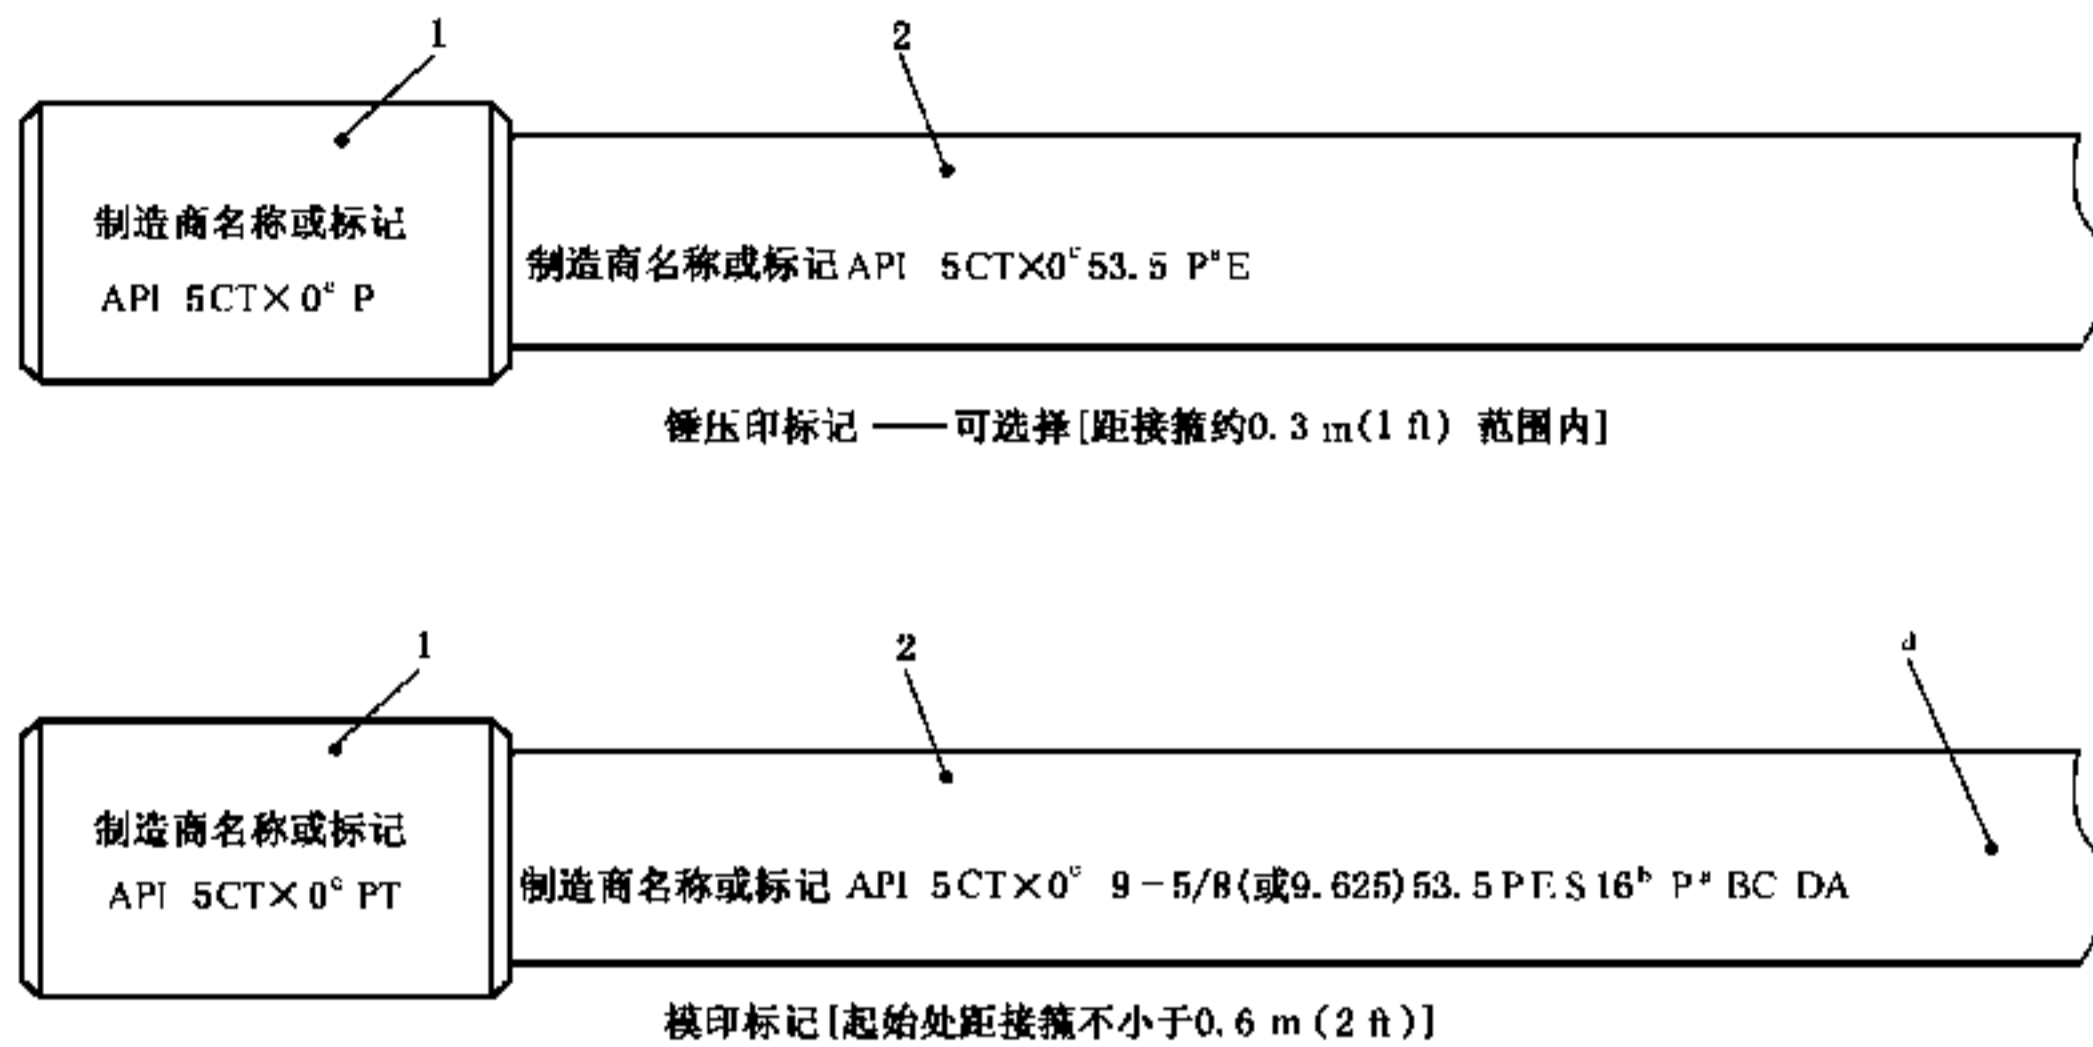 1
2
制造商名称或标记
API 5CT×0ᶜ P
制造商名称或标记 API 5CT×0ᶜ 53.5 PᵃE
锤压印标记 —— 可选择[距接箍约0.3 m(1 ft) 范围内]
1
2
d
制造商名称或标记
API 5CT×0ᶜ PT
制造商名称或标记 API 5CT×0ᶜ 9-5/8(或9.625)53.5 P E S16ᵇ Pᵃ BC DA
模印标记[起始处距接箍不小于0.6 m (2 ft)]